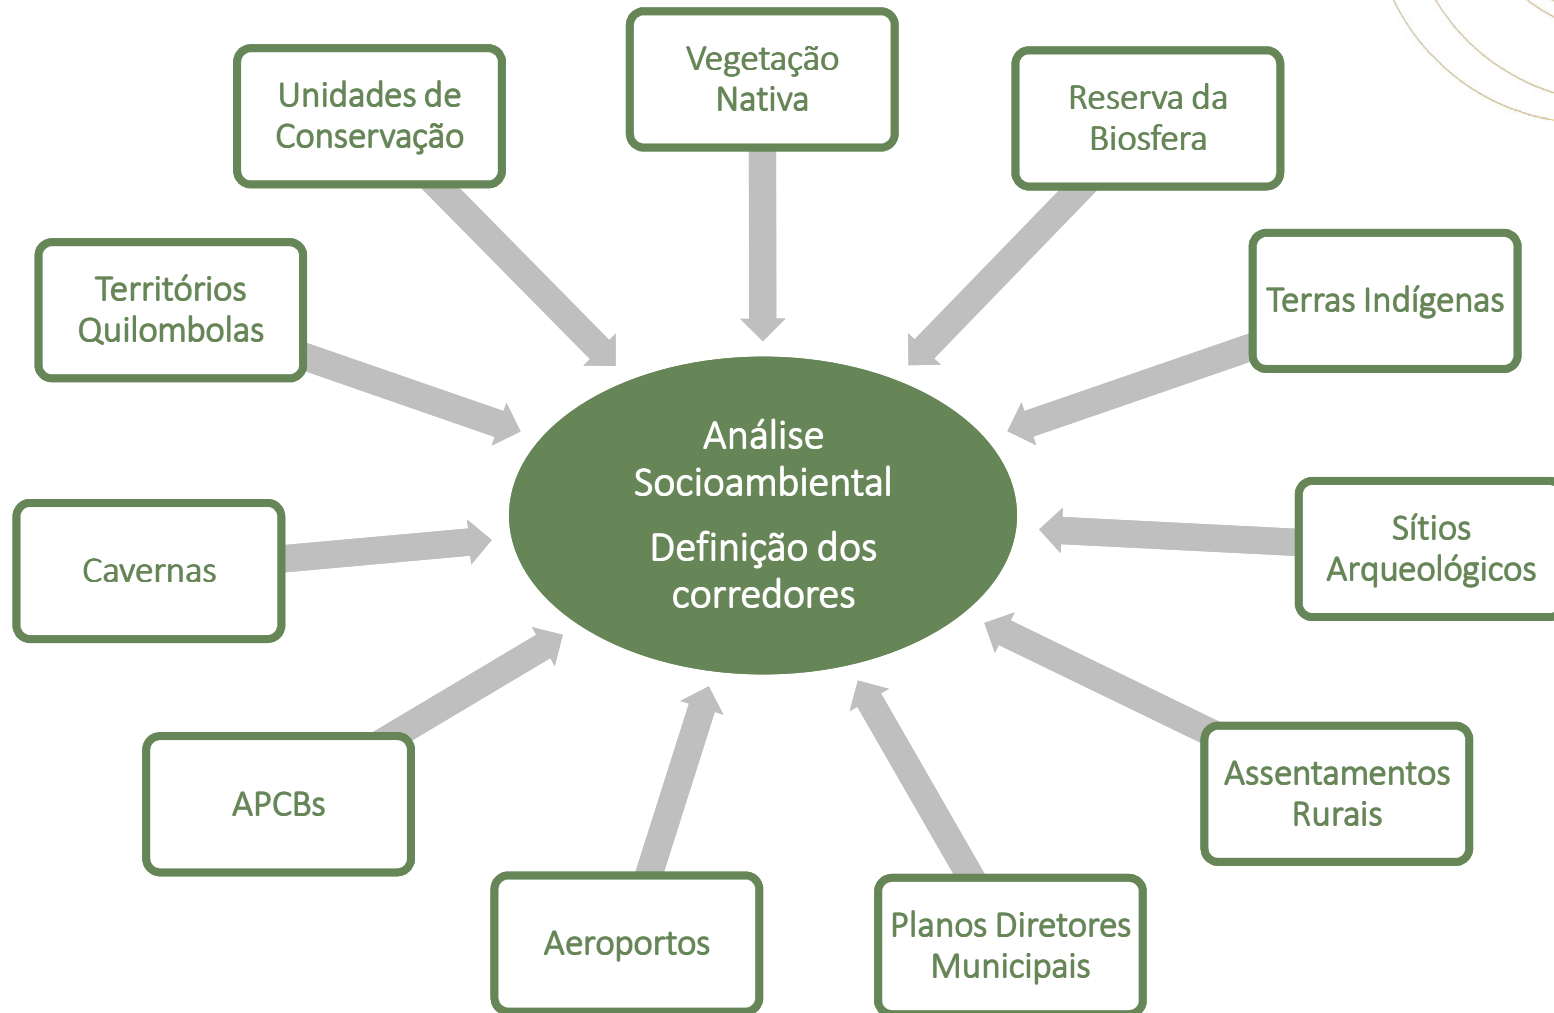 Vegetação
Nativa
Unidades de
Conservação
Reserva da
Biosfera
Territórios
Quilombolas
Terras Indígenas
Análise
Socioambiental
Definição dos
corredores
Cavernas
Sítios
Arqueológicos
APCBs
Assentamentos
Rurais
Aeroportos
Planos Diretores
Municipais